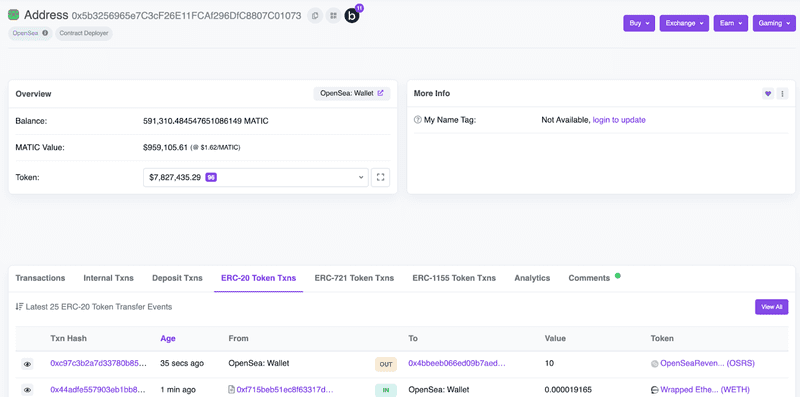 Address 0x5b3256965e7C3cF26E11FCAf296DfC8807C01073 b 11
OpenSea Contract Deployer
Buy Exchange Earn Gaming
Overview OpenSea: Wallet
Balance: 591,310.484547651086149 MATIC
MATIC Value: $959,105.61 (@ $1.62/MATIC)
Token: $7,827,435.29 96
More Info
My Name Tag: Not Available, login to update
Transactions Internal Txns Deposit Txns ERC-20 Token Txns ERC-721 Token Txns ERC-1155 Token Txns Analytics Comments
Latest 25 ERC-20 Token Transfer Events View All
Txn Hash Age From To Value Token
0xc97c3b2a7d33780b85... 35 secs ago OpenSea: Wallet OUT 0x4bbeeb066ed09b7aed... 10 OpenSeaReven... (OSRS)
0x44adfe557903eb1bb8... 1 min ago 0xf715beb51ec8f63317d... IN OpenSea: Wallet 0.000019165 Wrapped Ethe... (WETH)